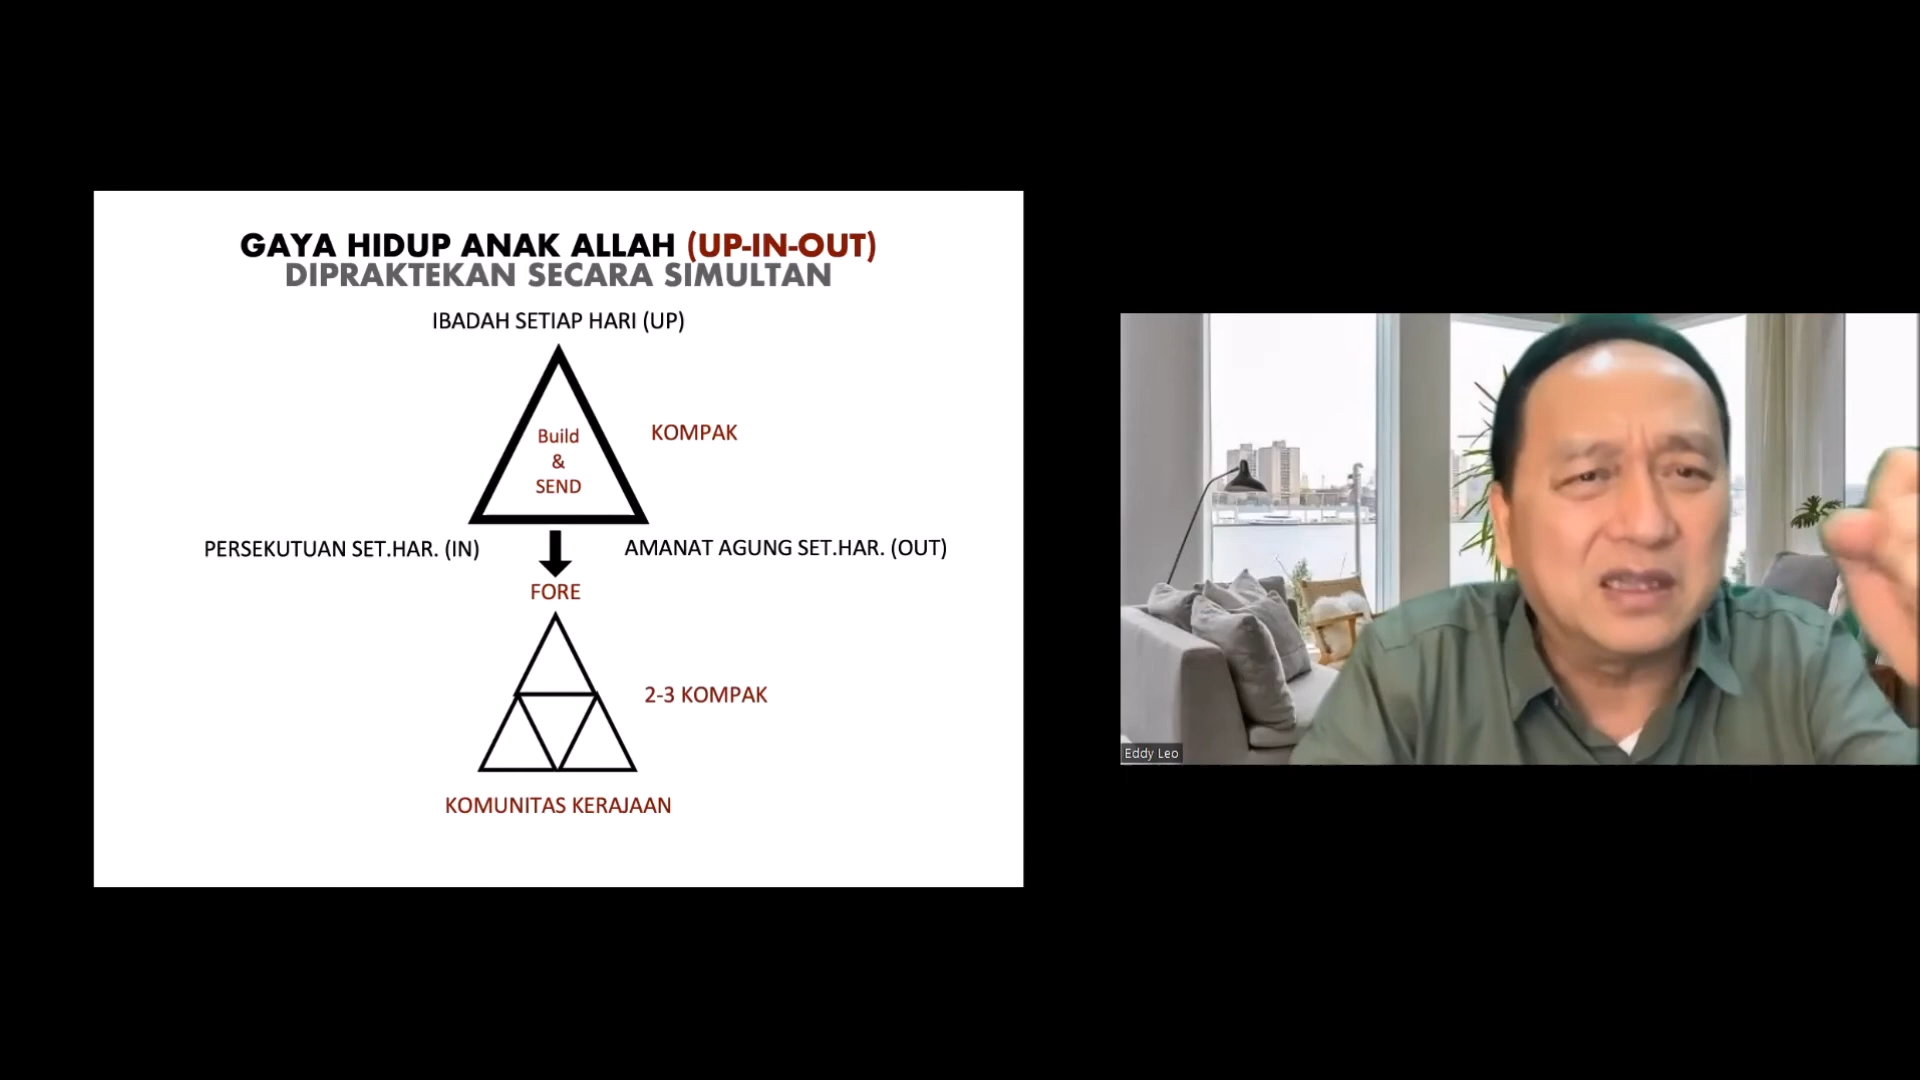 GAYA HIDUP ANAK ALLAH (UP-IN-OUT)
DIPRAKTEKAN SECARA SIMULTAN
IBADAH SETIAP HARI (UP)
Build
&
SEND
KOMPAK
PERSEKUTUAN SET.HAR. (IN)
AMANAT AGUNG SET.HAR. (OUT)
FORE
2-3 KOMPAK
KOMUNITAS KERAJAAN
Eddy Leo